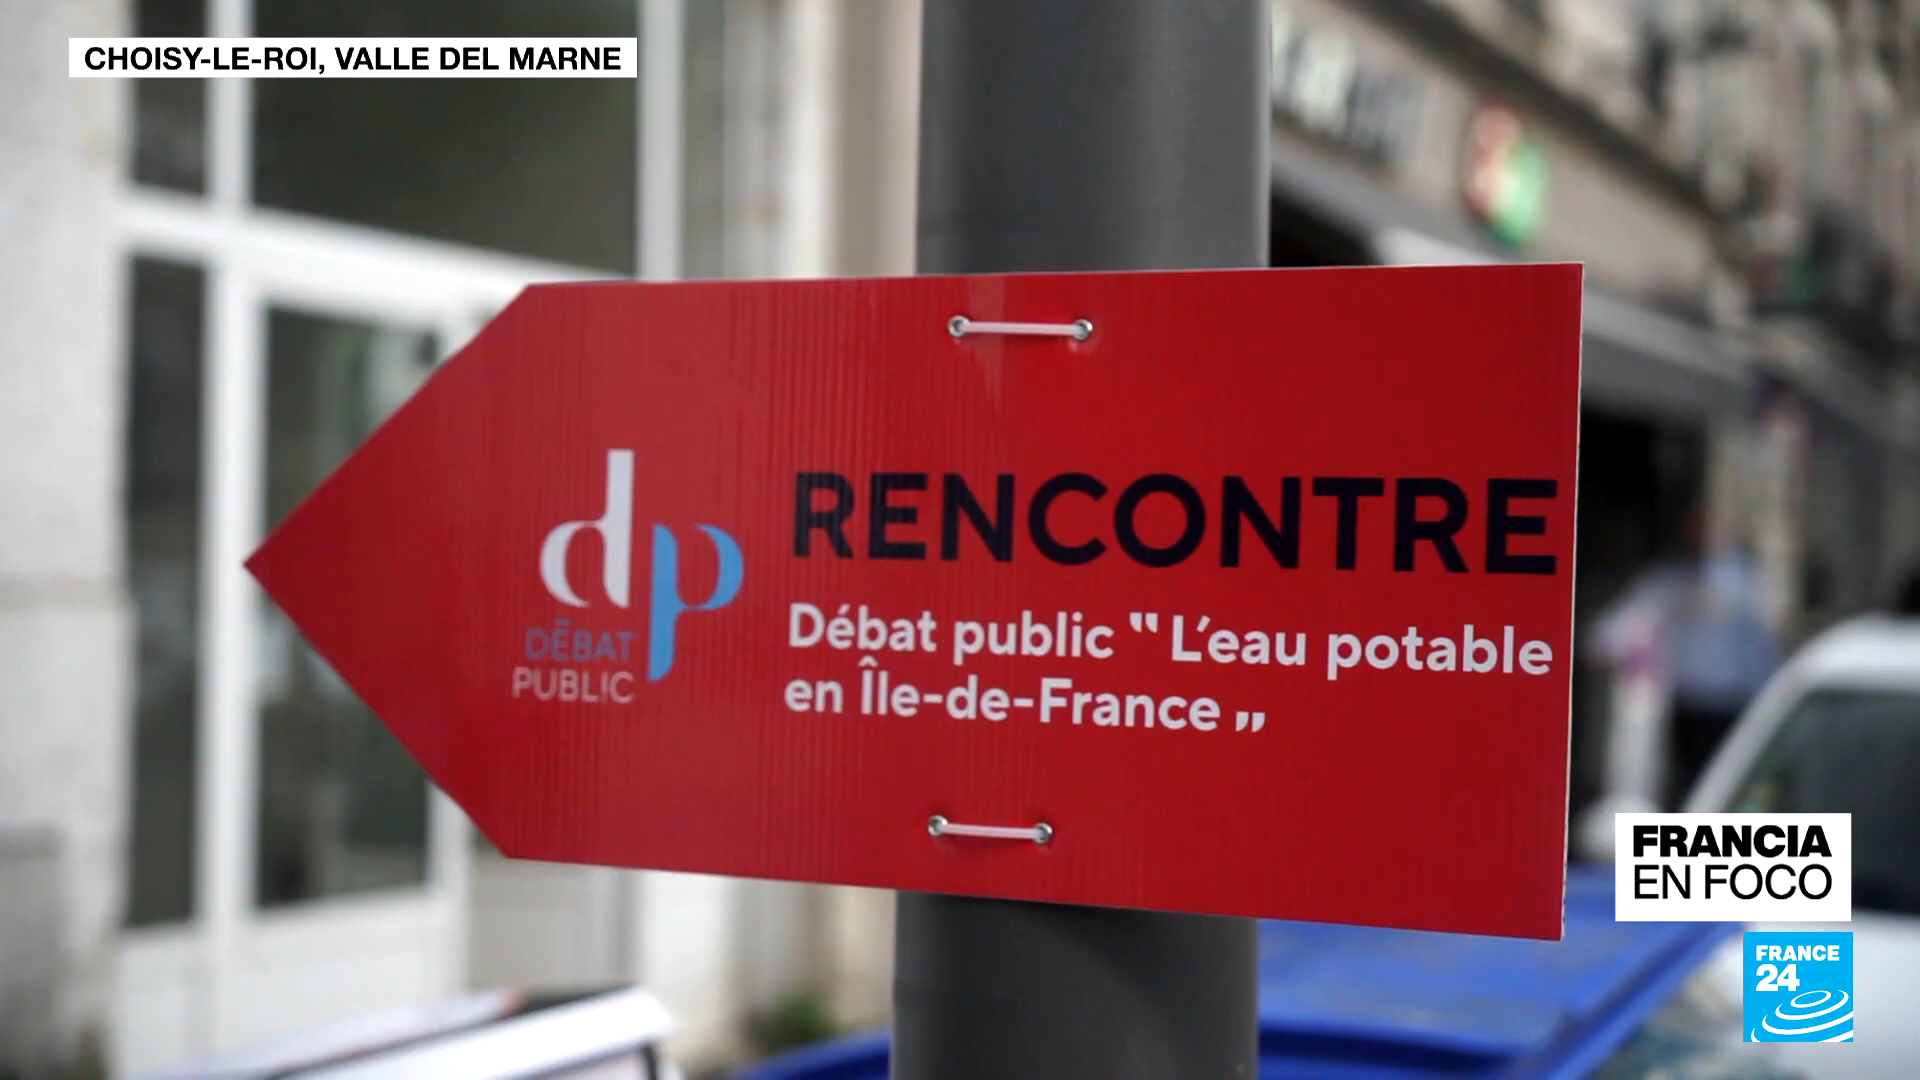 CHOISY-LE-ROI, VALLE DEL MARNE
dp
DÉBAT
PUBLIC
RENCONTRE
Débat public " L'eau potable
en Île-de-France „
FRANCIA
EN FOCO
FRANCE
24